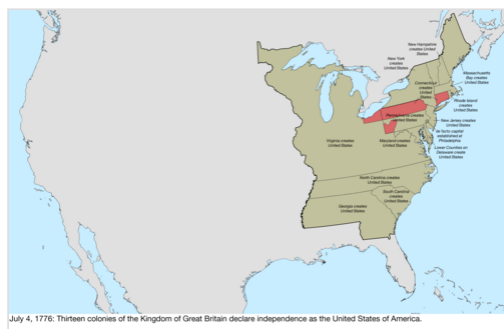 New Hampshire
creates United
States
New York
creates
United States
Massachusetts
Bay creates
United States
Connecticut
creates
United
States
Rhode Island
creates
United States
Pennsylvania creates
United States
New Jersey creates
United States
de facto capital
established at
Philadelphia
Virginia creates
United States
Maryland creates
United States
Lower Counties on
Delaware create
United States
North Carolina creates
United States
South Carolina
creates
United States
Georgia creates
United States
July 4, 1776: Thirteen colonies of the Kingdom of Great Britain declare independence as the United States of America.